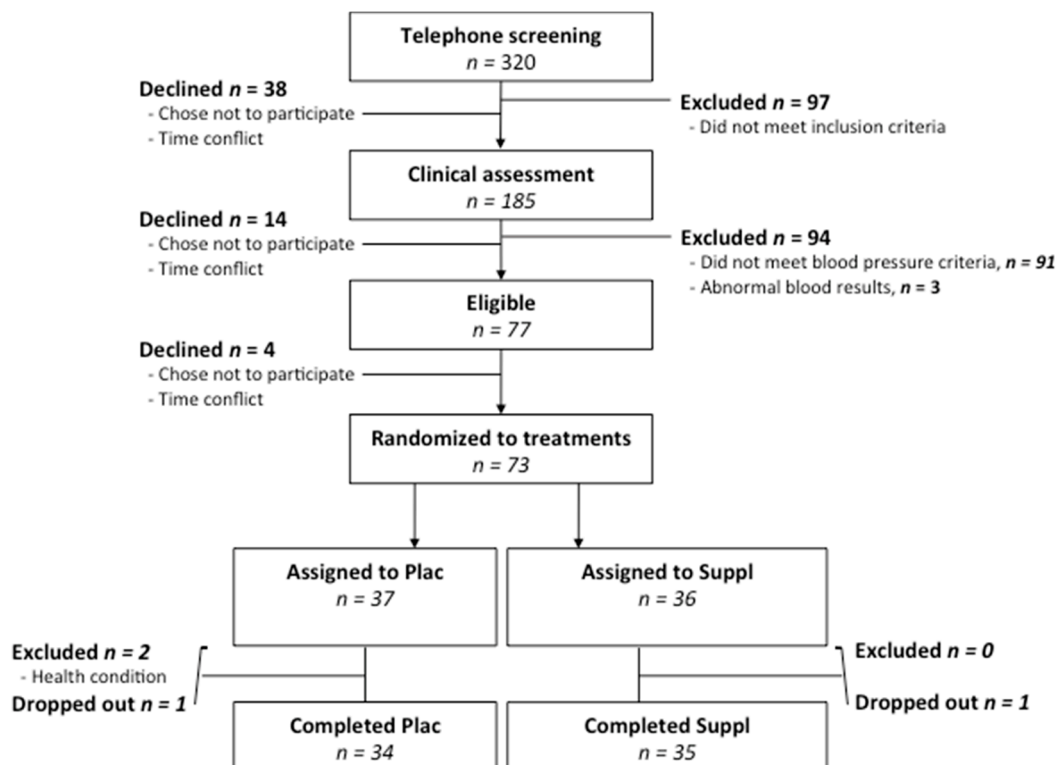 Telephone screening
n = 320
Declined n = 38
- Chose not to participate
- Time conflict
Excluded n = 97
- Did not meet inclusion criteria
Clinical assessment
n = 185
Declined n = 14
- Chose not to participate
- Time conflict
Excluded n = 94
- Did not meet blood pressure criteria, n = 91
- Abnormal blood results, n = 3
Eligible
n = 77
Declined n = 4
- Chose not to participate
- Time conflict
Randomized to treatments
n = 73
Assigned to Plac
n = 37
Assigned to Suppl
n = 36
Excluded n = 2
- Health condition
Dropped out n = 1
Excluded n = 0
Dropped out n = 1
Completed Plac
n = 34
Completed Suppl
n = 35